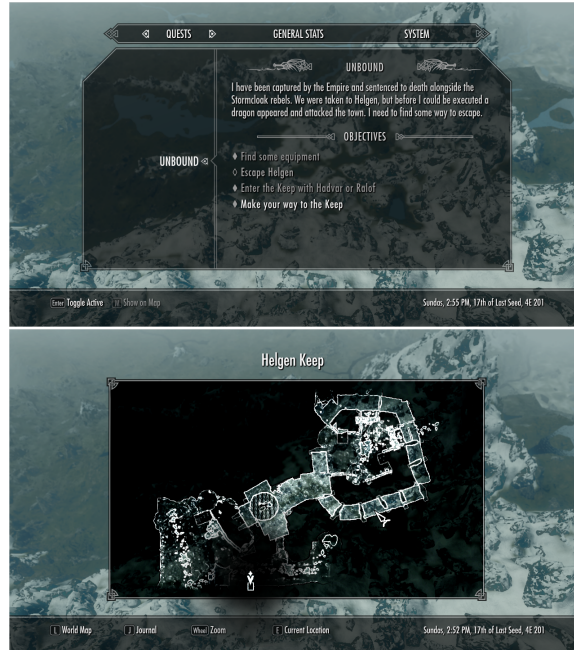 QUESTS GENERAL STATS SYSTEM
UNBOUND
I have been captured by the Empire and sentenced to death alongside the
Stormcloak rebels. We were taken to Helgen, but before I could be executed a
dragon appeared and attacked the town. I need to find some way to escape.
OBJECTIVES
UNBOUND
Find some equipment
Escape Helgen
Enter the Keep with Hadvar or Ralof
Make your way to the Keep
Enter Toggle Active Show on Map Sundas, 2:55 PM, 17th of Last Seed, 4E 201
Helgen Keep
L World Map J Journal Wheel Zoom E Current Location Sundas, 2:52 PM, 17th of Last Seed, 4E 201